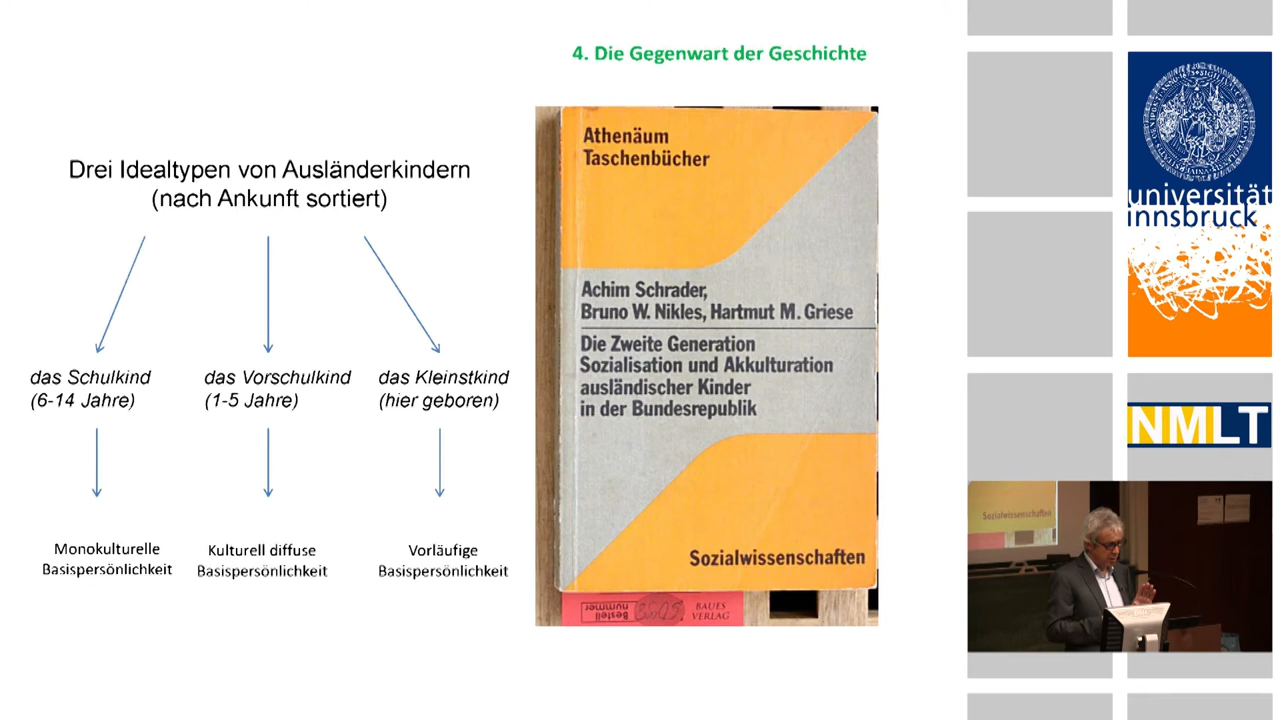 4. Die Gegenwart der Geschichte
Drei Idealtypen von Ausländerkindern
(nach Ankunft sortiert)
das Schulkind
(6-14 Jahre)
das Vorschulkind
(1-5 Jahre)
das Kleinstkind
(hier geboren)
Monokulturelle
Basispersönlichkeit
Kulturell diffuse
Basispersönlichkeit
Vorläufige
Basispersönlichkeit
Athenäum
Taschenbücher
Achim Schrader,
Bruno W. Nikles, Hartmut M. Griese
Die Zweite Generation
Sozialisation und Akkulturation
ausländischer Kinder
in der Bundesrepublik
Sozialwissenschaften
Bestell
nummer
BAUES
VERLAG
universität
innsbruck
NMLT
Sozialwissenschaften